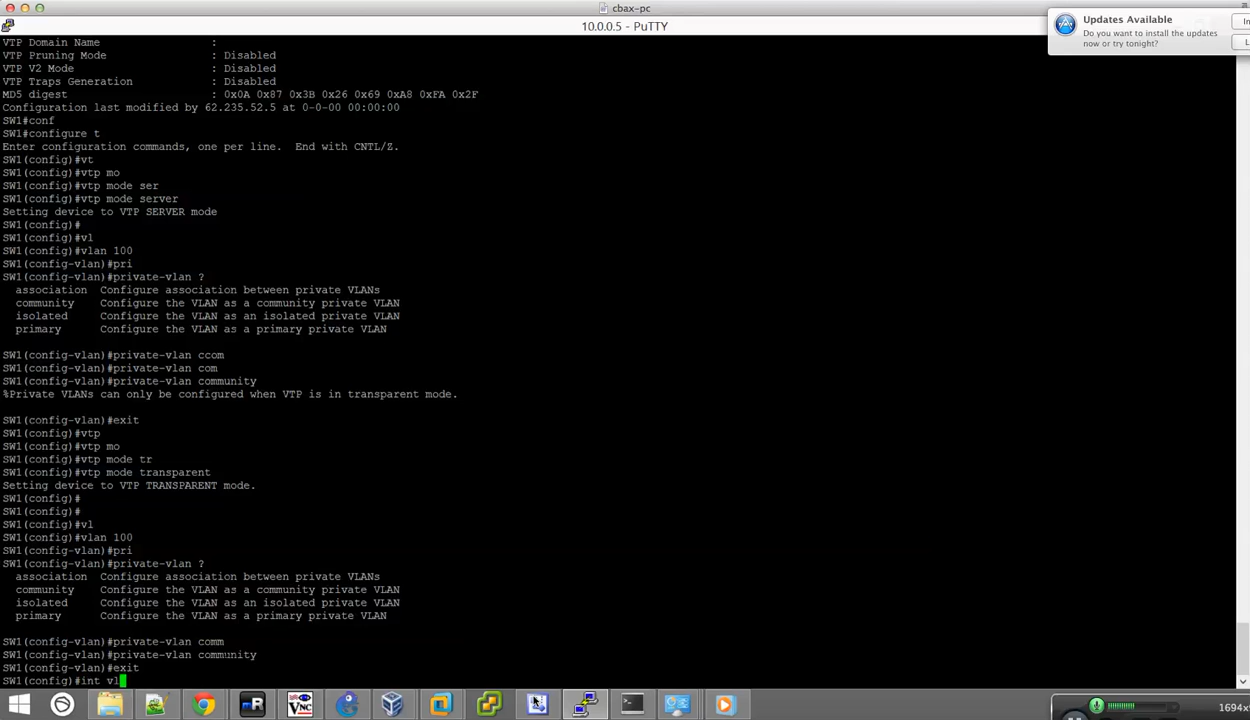 cbax-pc
10.0.0.5 - PuTTY
Updates Available
Do you want to install the updates
now or try tonight?
In
L
VTP Domain Name                 :
VTP Pruning Mode                : Disabled
VTP V2 Mode                     : Disabled
VTP Traps Generation            : Disabled
MD5 digest                      : 0x0A 0x87 0x3B 0x26 0x69 0xA8 0xFA 0x2F
Configuration last modified by 62.235.52.5 at 0-0-00 00:00:00
SW1#conf
SW1#configure t
Enter configuration commands, one per line.  End with CNTL/Z.
SW1(config)#vt
SW1(config)#vtp mo
SW1(config)#vtp mode ser
SW1(config)#vtp mode server
Setting device to VTP SERVER mode
SW1(config)#
SW1(config)#vl
SW1(config)#vlan 100
SW1(config-vlan)#pri
SW1(config-vlan)#private-vlan ?
  association  Configure association between private VLANs
  community    Configure the VLAN as a community private VLAN
  isolated     Configure the VLAN as an isolated private VLAN
  primary      Configure the VLAN as a primary private VLAN
SW1(config-vlan)#private-vlan ccom
SW1(config-vlan)#private-vlan com
SW1(config-vlan)#private-vlan community
%Private VLANs can only be configured when VTP is in transparent mode.
SW1(config-vlan)#exit
SW1(config)#vtp
SW1(config)#vtp mo
SW1(config)#vtp mode tr
SW1(config)#vtp mode transparent
Setting device to VTP TRANSPARENT mode.
SW1(config)#
SW1(config)#
SW1(config)#vl
SW1(config)#vlan 100
SW1(config-vlan)#pri
SW1(config-vlan)#private-vlan ?
  association  Configure association between private VLANs
  community    Configure the VLAN as a community private VLAN
  isolated     Configure the VLAN as an isolated private VLAN
  primary      Configure the VLAN as a primary private VLAN
SW1(config-vlan)#private-vlan comm
SW1(config-vlan)#private-vlan community
SW1(config-vlan)#exit
SW1(config)#int vl
mR
VNC
1694x